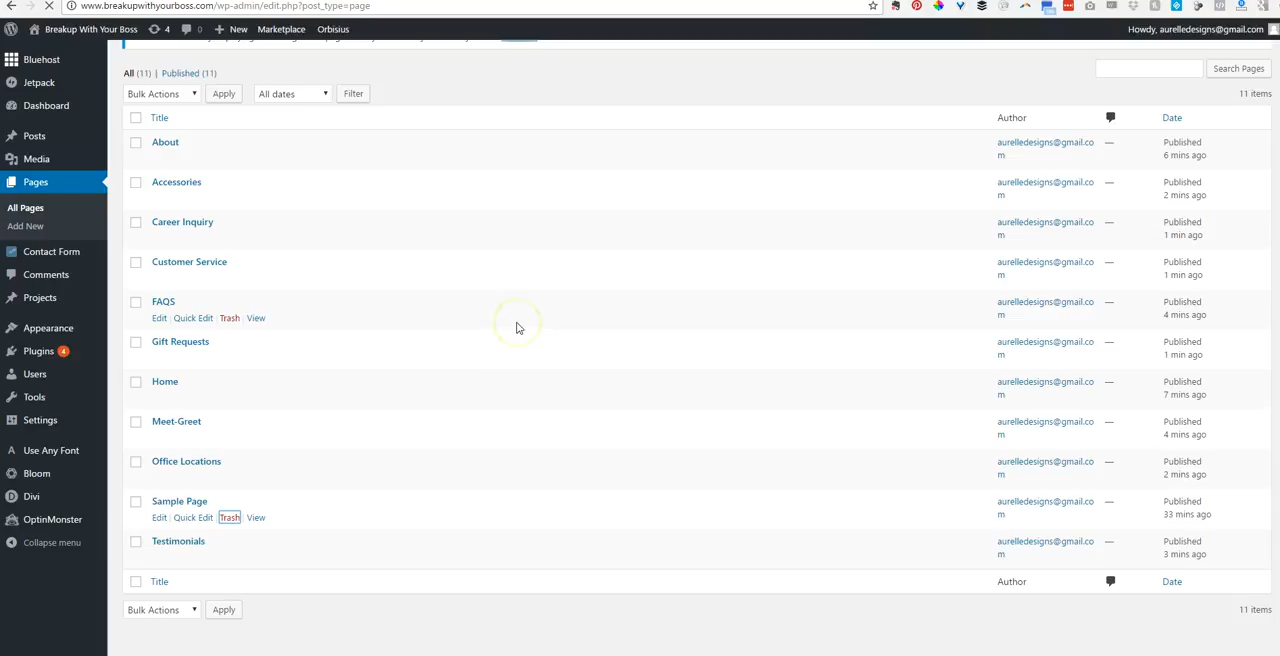 www.breakupwithyourboss.com/wp-admin/edit.php?post_type=page
Breakup With Your Boss 4 0 New Marketplace Orbisius Howdy, aurelledesigns@gmail.com
Bluehost
Jetpack
Dashboard
Posts
Media
Pages
All Pages
Add New
Contact Form
Comments
Projects
Appearance
Plugins 4
Users
Tools
Settings
Use Any Font
Bloom
Divi
OptinMonster
Collapse menu
All (11) | Published (11)
Search Pages
Bulk Actions Apply All dates Filter 11 items
Title Author Date
About aurelledesigns@gmail.co Published
m 6 mins ago
Accessories aurelledesigns@gmail.co Published
m 2 mins ago
Career Inquiry aurelledesigns@gmail.co Published
m 1 min ago
Customer Service aurelledesigns@gmail.co Published
m 1 min ago
FAQS aurelledesigns@gmail.co Published
Edit | Quick Edit | Trash | View m 4 mins ago
Gift Requests aurelledesigns@gmail.co Published
m 1 min ago
Home aurelledesigns@gmail.co Published
m 7 mins ago
Meet-Greet aurelledesigns@gmail.co Published
m 4 mins ago
Office Locations aurelledesigns@gmail.co Published
m 2 mins ago
Sample Page aurelledesigns@gmail.co Published
Edit | Quick Edit | Trash | View m 33 mins ago
Testimonials aurelledesigns@gmail.co Published
m 3 mins ago
Title Author Date
Bulk Actions Apply 11 items